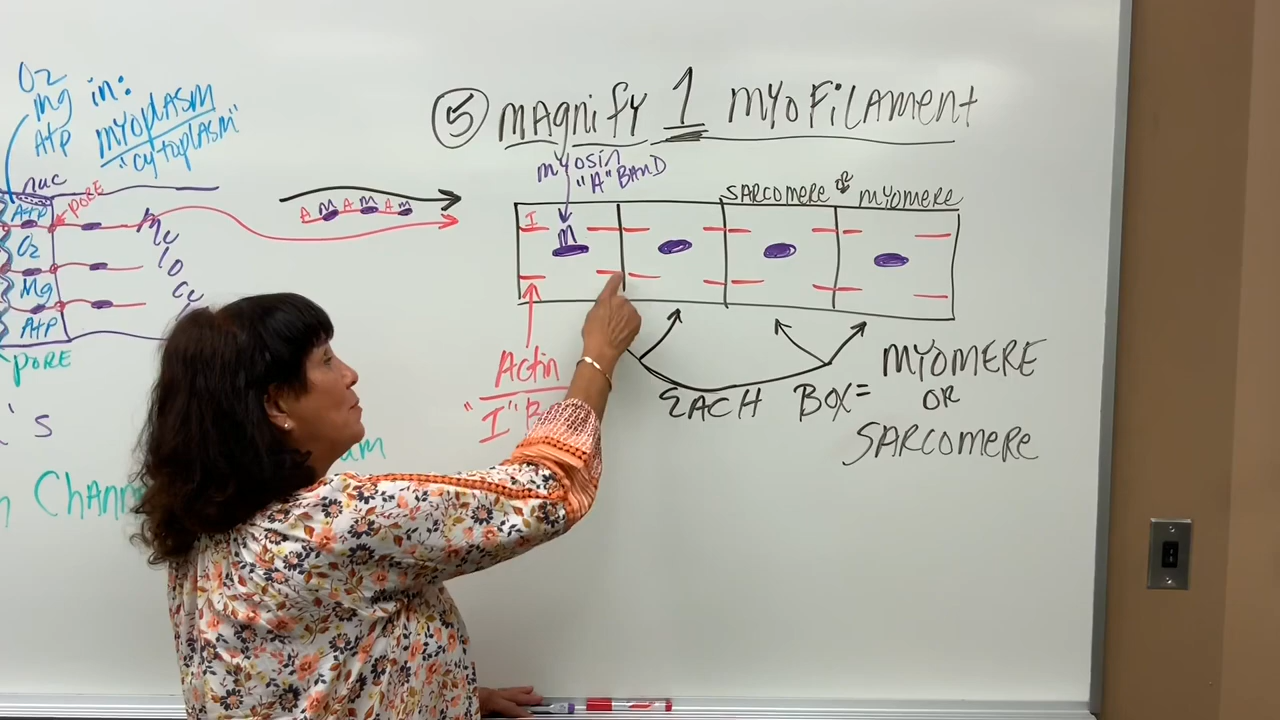 O2
mg in:
Atp
myoplasm
"cytoplasm"
nuc
PORE
Atp
O2
Mg
Atp
PORE
's
Chann
A M A M A M
⑤ MAgniFY 1 myoFilAment
myosin
"A" BAND
SARCOMERE OR MYOMERE
I
M
Actin
"I" B
EACH BOX =
MYOMERE
OR
SARCOMERE